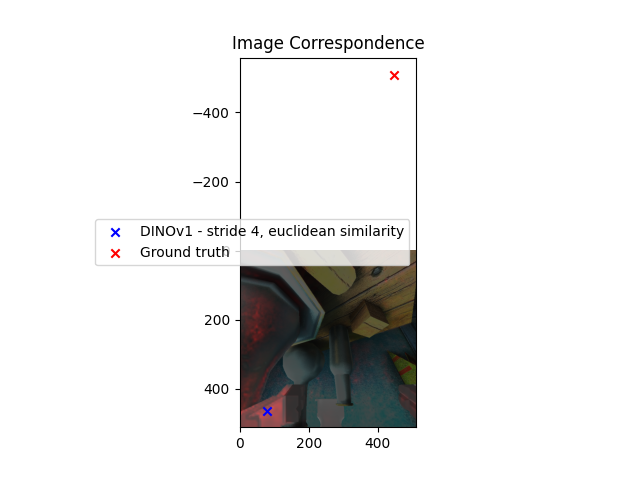 Image Correspondence
−400
−200
DINOv1 - stride 4, euclidean similarity
0
Ground truth
200
400
0 200 400